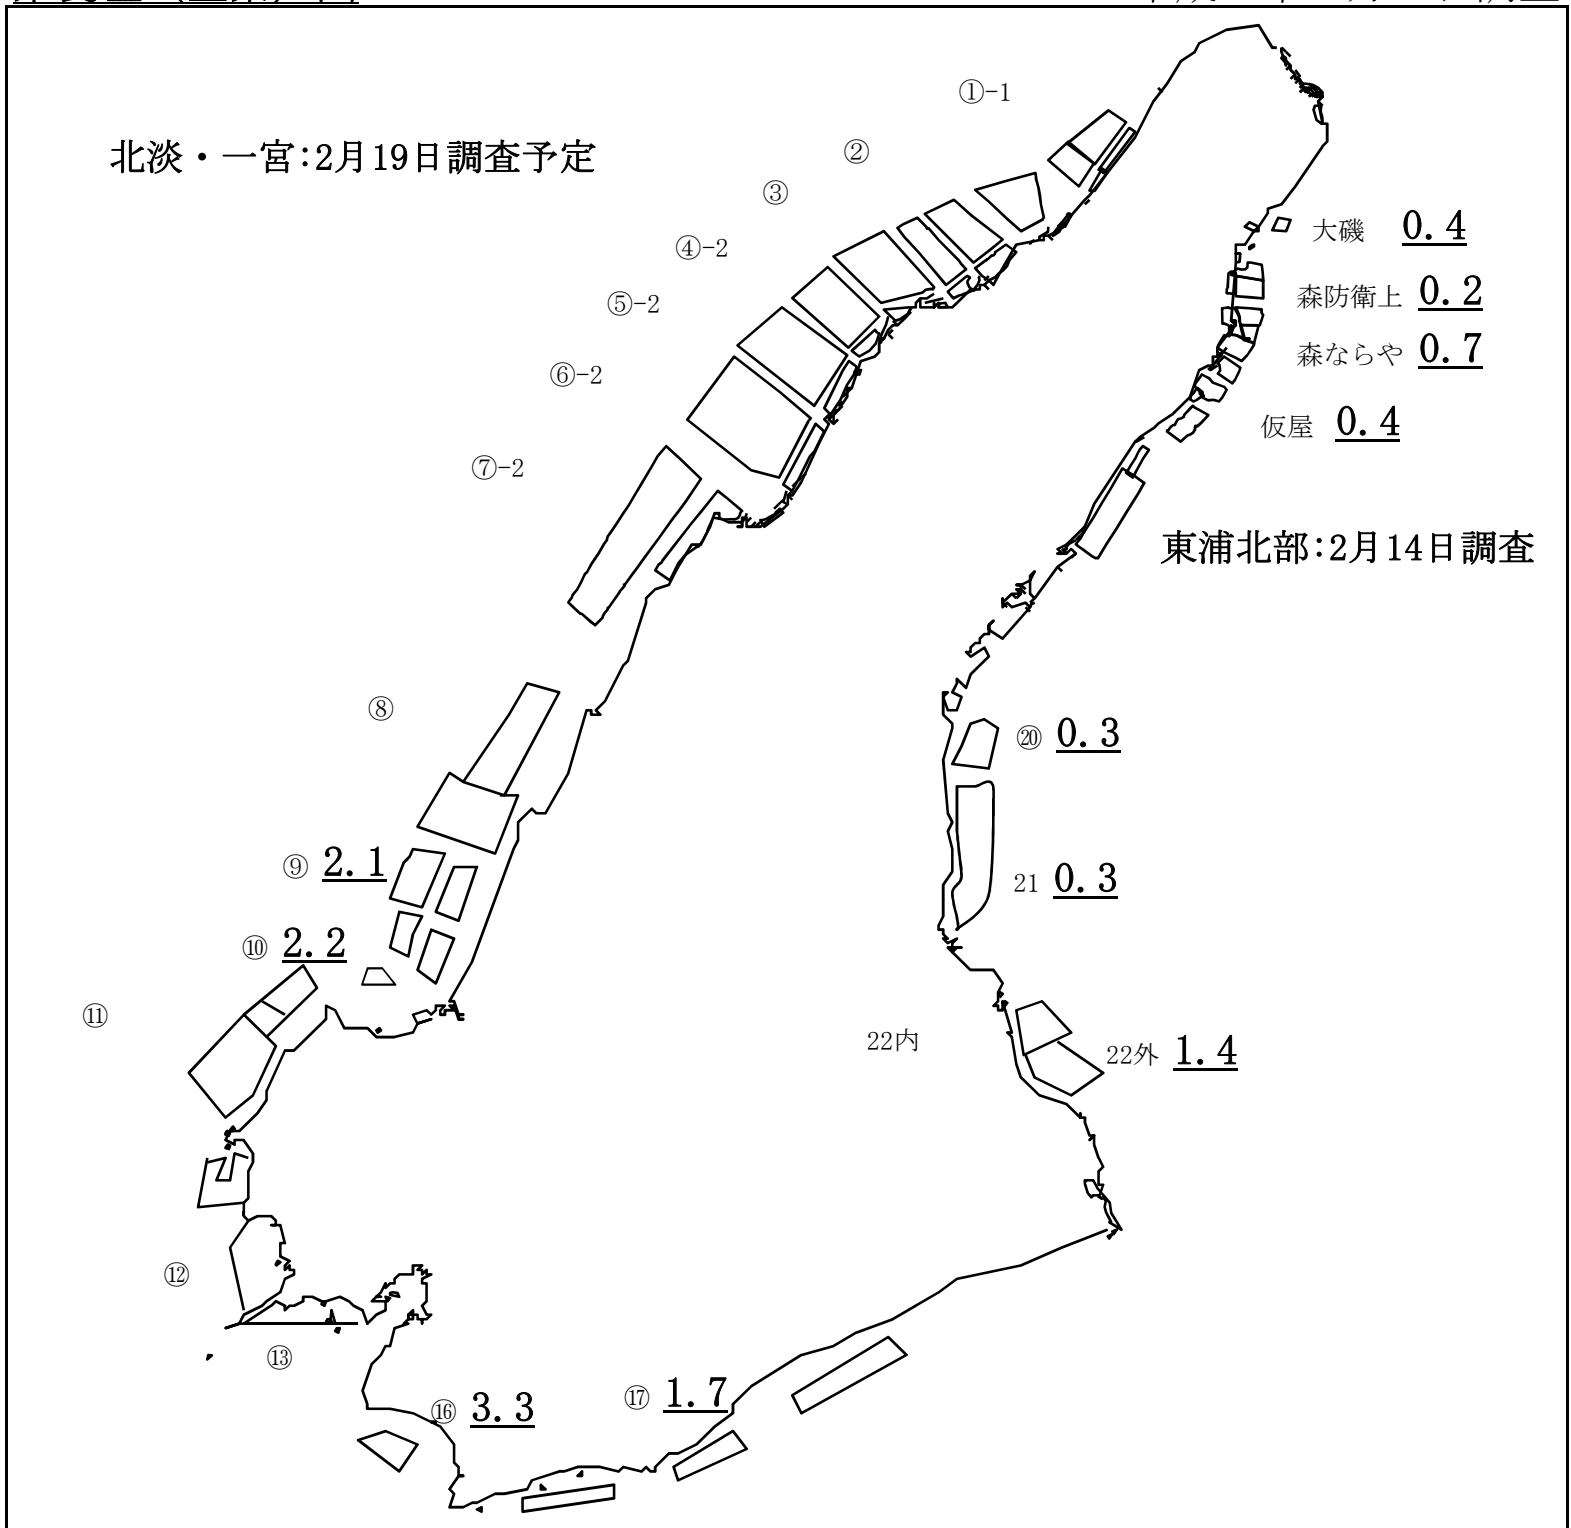 ①-1
②
北淡・一宮:2月19日調査予定
③
大磯 0.4
④-2
森防衛上 0.2
⑤-2
森ならや 0.7
⑥-2
仮屋 0.4
⑦-2
東浦北部:2月14日調査
⑧
⑳ 0.3
⑨ 2.1
21 0.3
⑩ 2.2
⑪
22内
22外 1.4
⑫
⑬
⑯ 3.3
⑰ 1.7